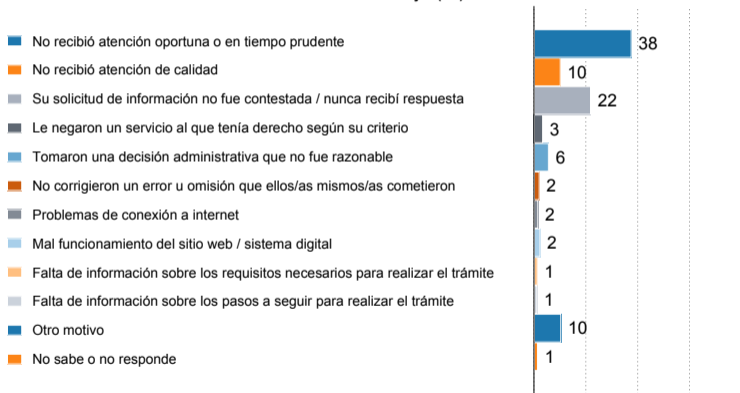 No recibió atención oportuna o en tiempo prudente 38
No recibió atención de calidad 10
Su solicitud de información no fue contestada / nunca recibí respuesta 22
Le negaron un servicio al que tenía derecho según su criterio 3
Tomaron una decisión administrativa que no fue razonable 6
No corrigieron un error u omisión que ellos/as mismos/as cometieron 2
Problemas de conexión a internet 2
Mal funcionamiento del sitio web / sistema digital 2
Falta de información sobre los requisitos necesarios para realizar el trámite 1
Falta de información sobre los pasos a seguir para realizar el trámite 1
Otro motivo 10
No sabe o no responde 1